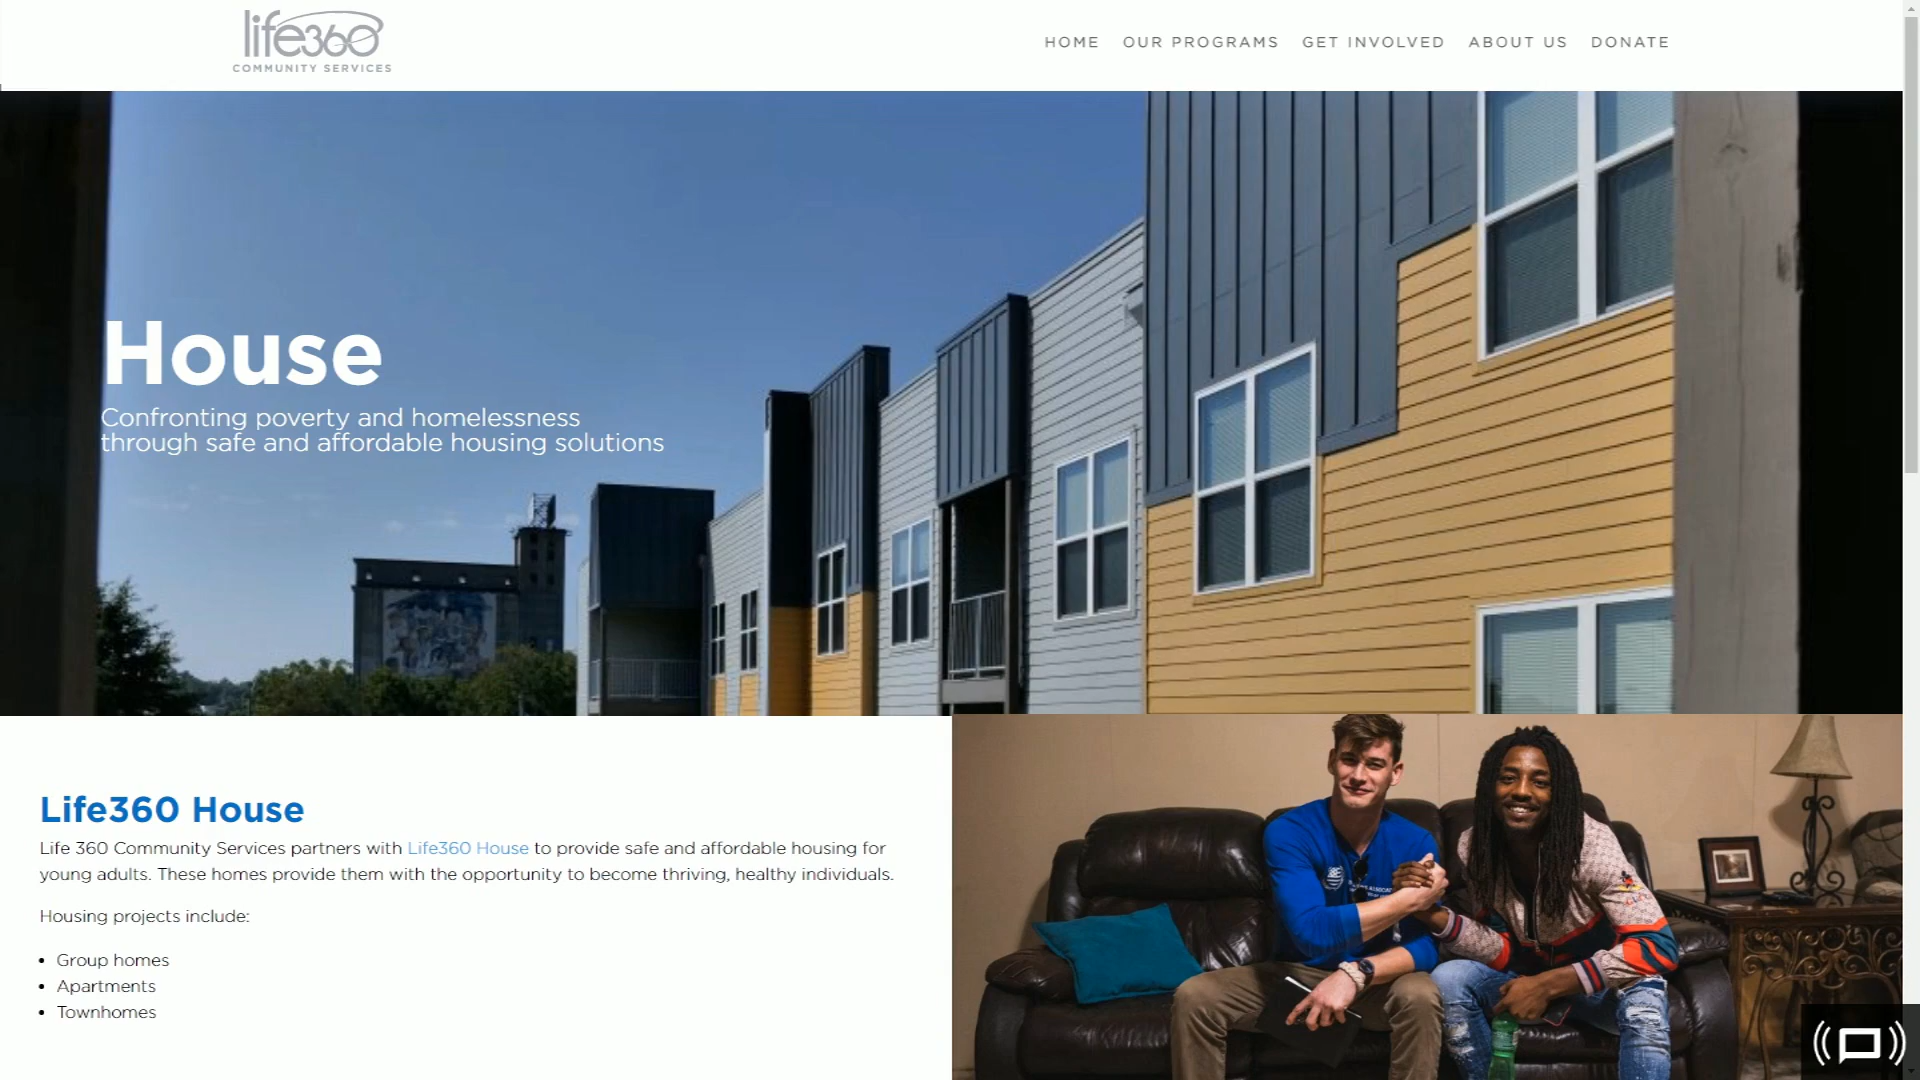 life360
COMMUNITY SERVICES
HOME OUR PROGRAMS GET INVOLVED ABOUT US DONATE
House
Confronting poverty and homelessness
through safe and affordable housing solutions
Life360 House
Life 360 Community Services partners with Life360 House to provide safe and affordable housing for
young adults. These homes provide them with the opportunity to become thriving, healthy individuals.
Housing projects include:
• Group homes
• Apartments
• Townhomes